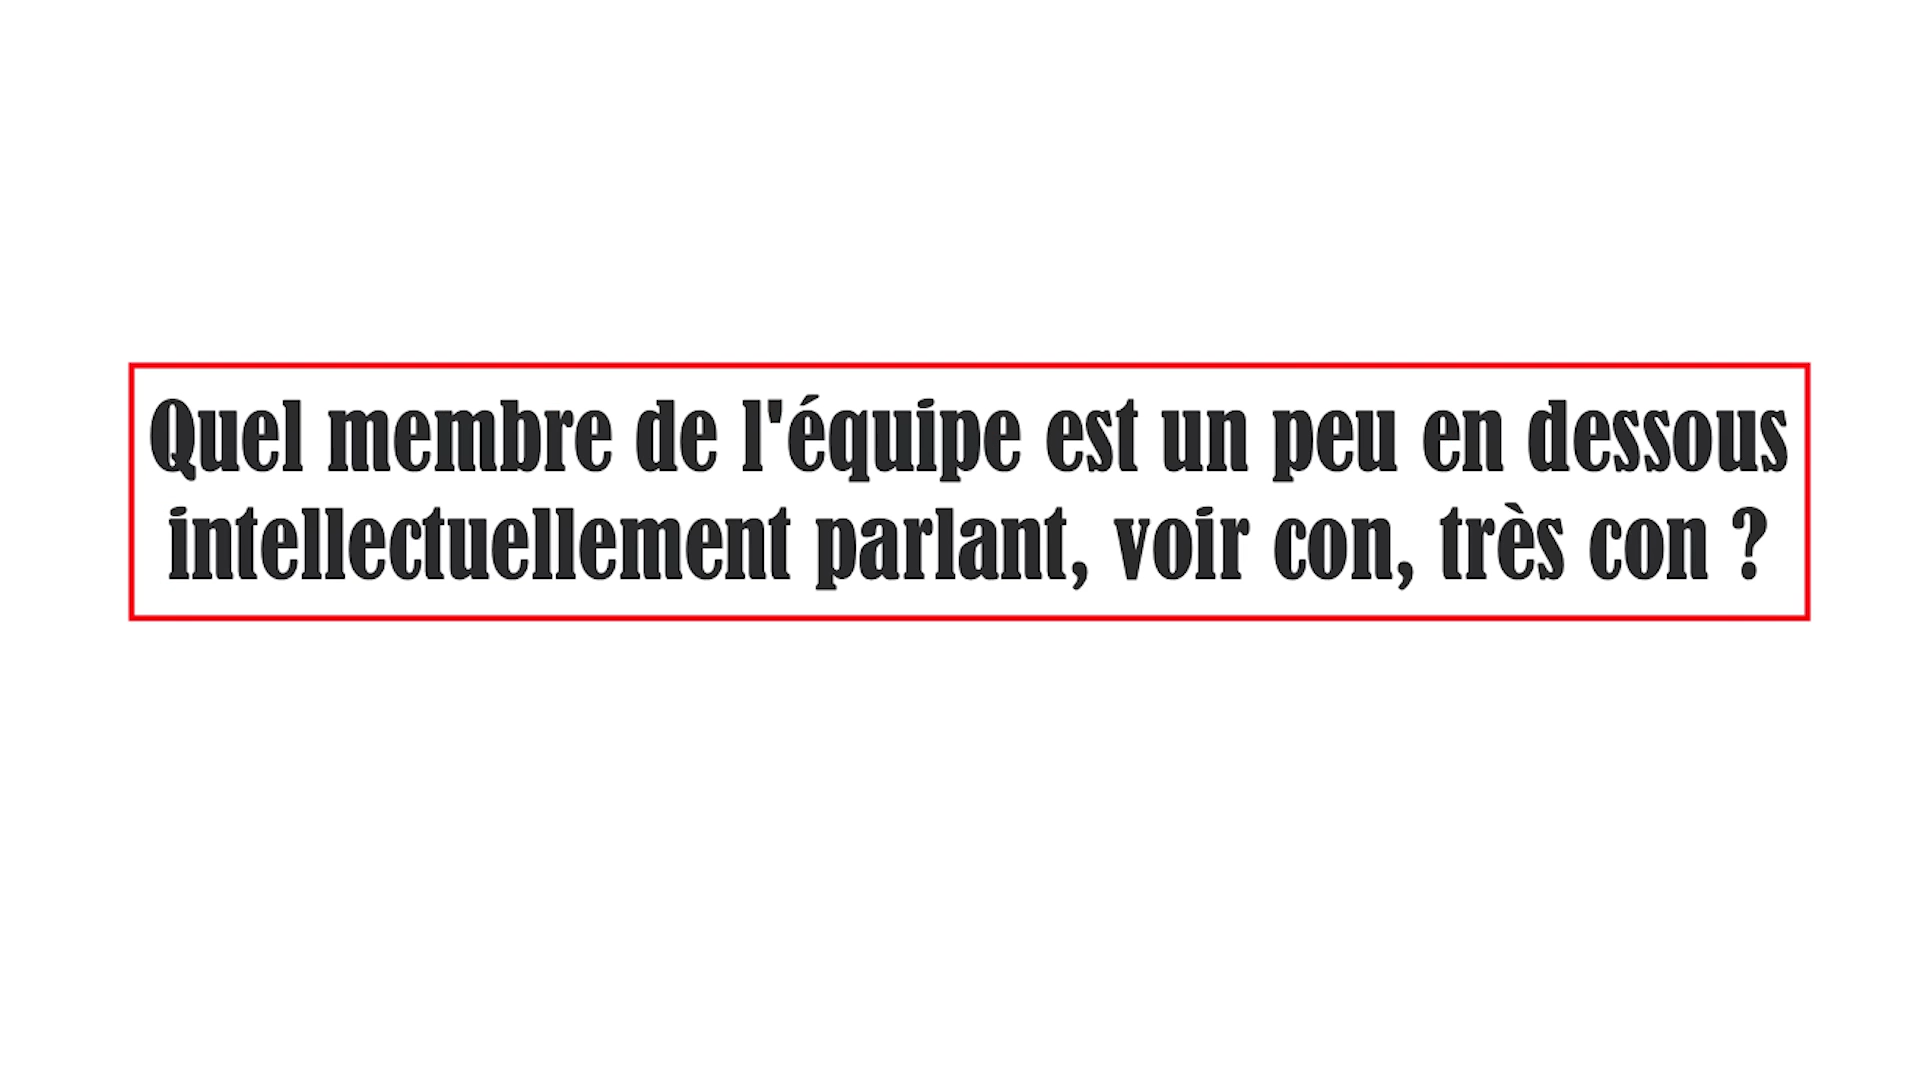 Quel membre de l'équipe est un peu en dessous
intellectuellement parlant, voir con, très con ?